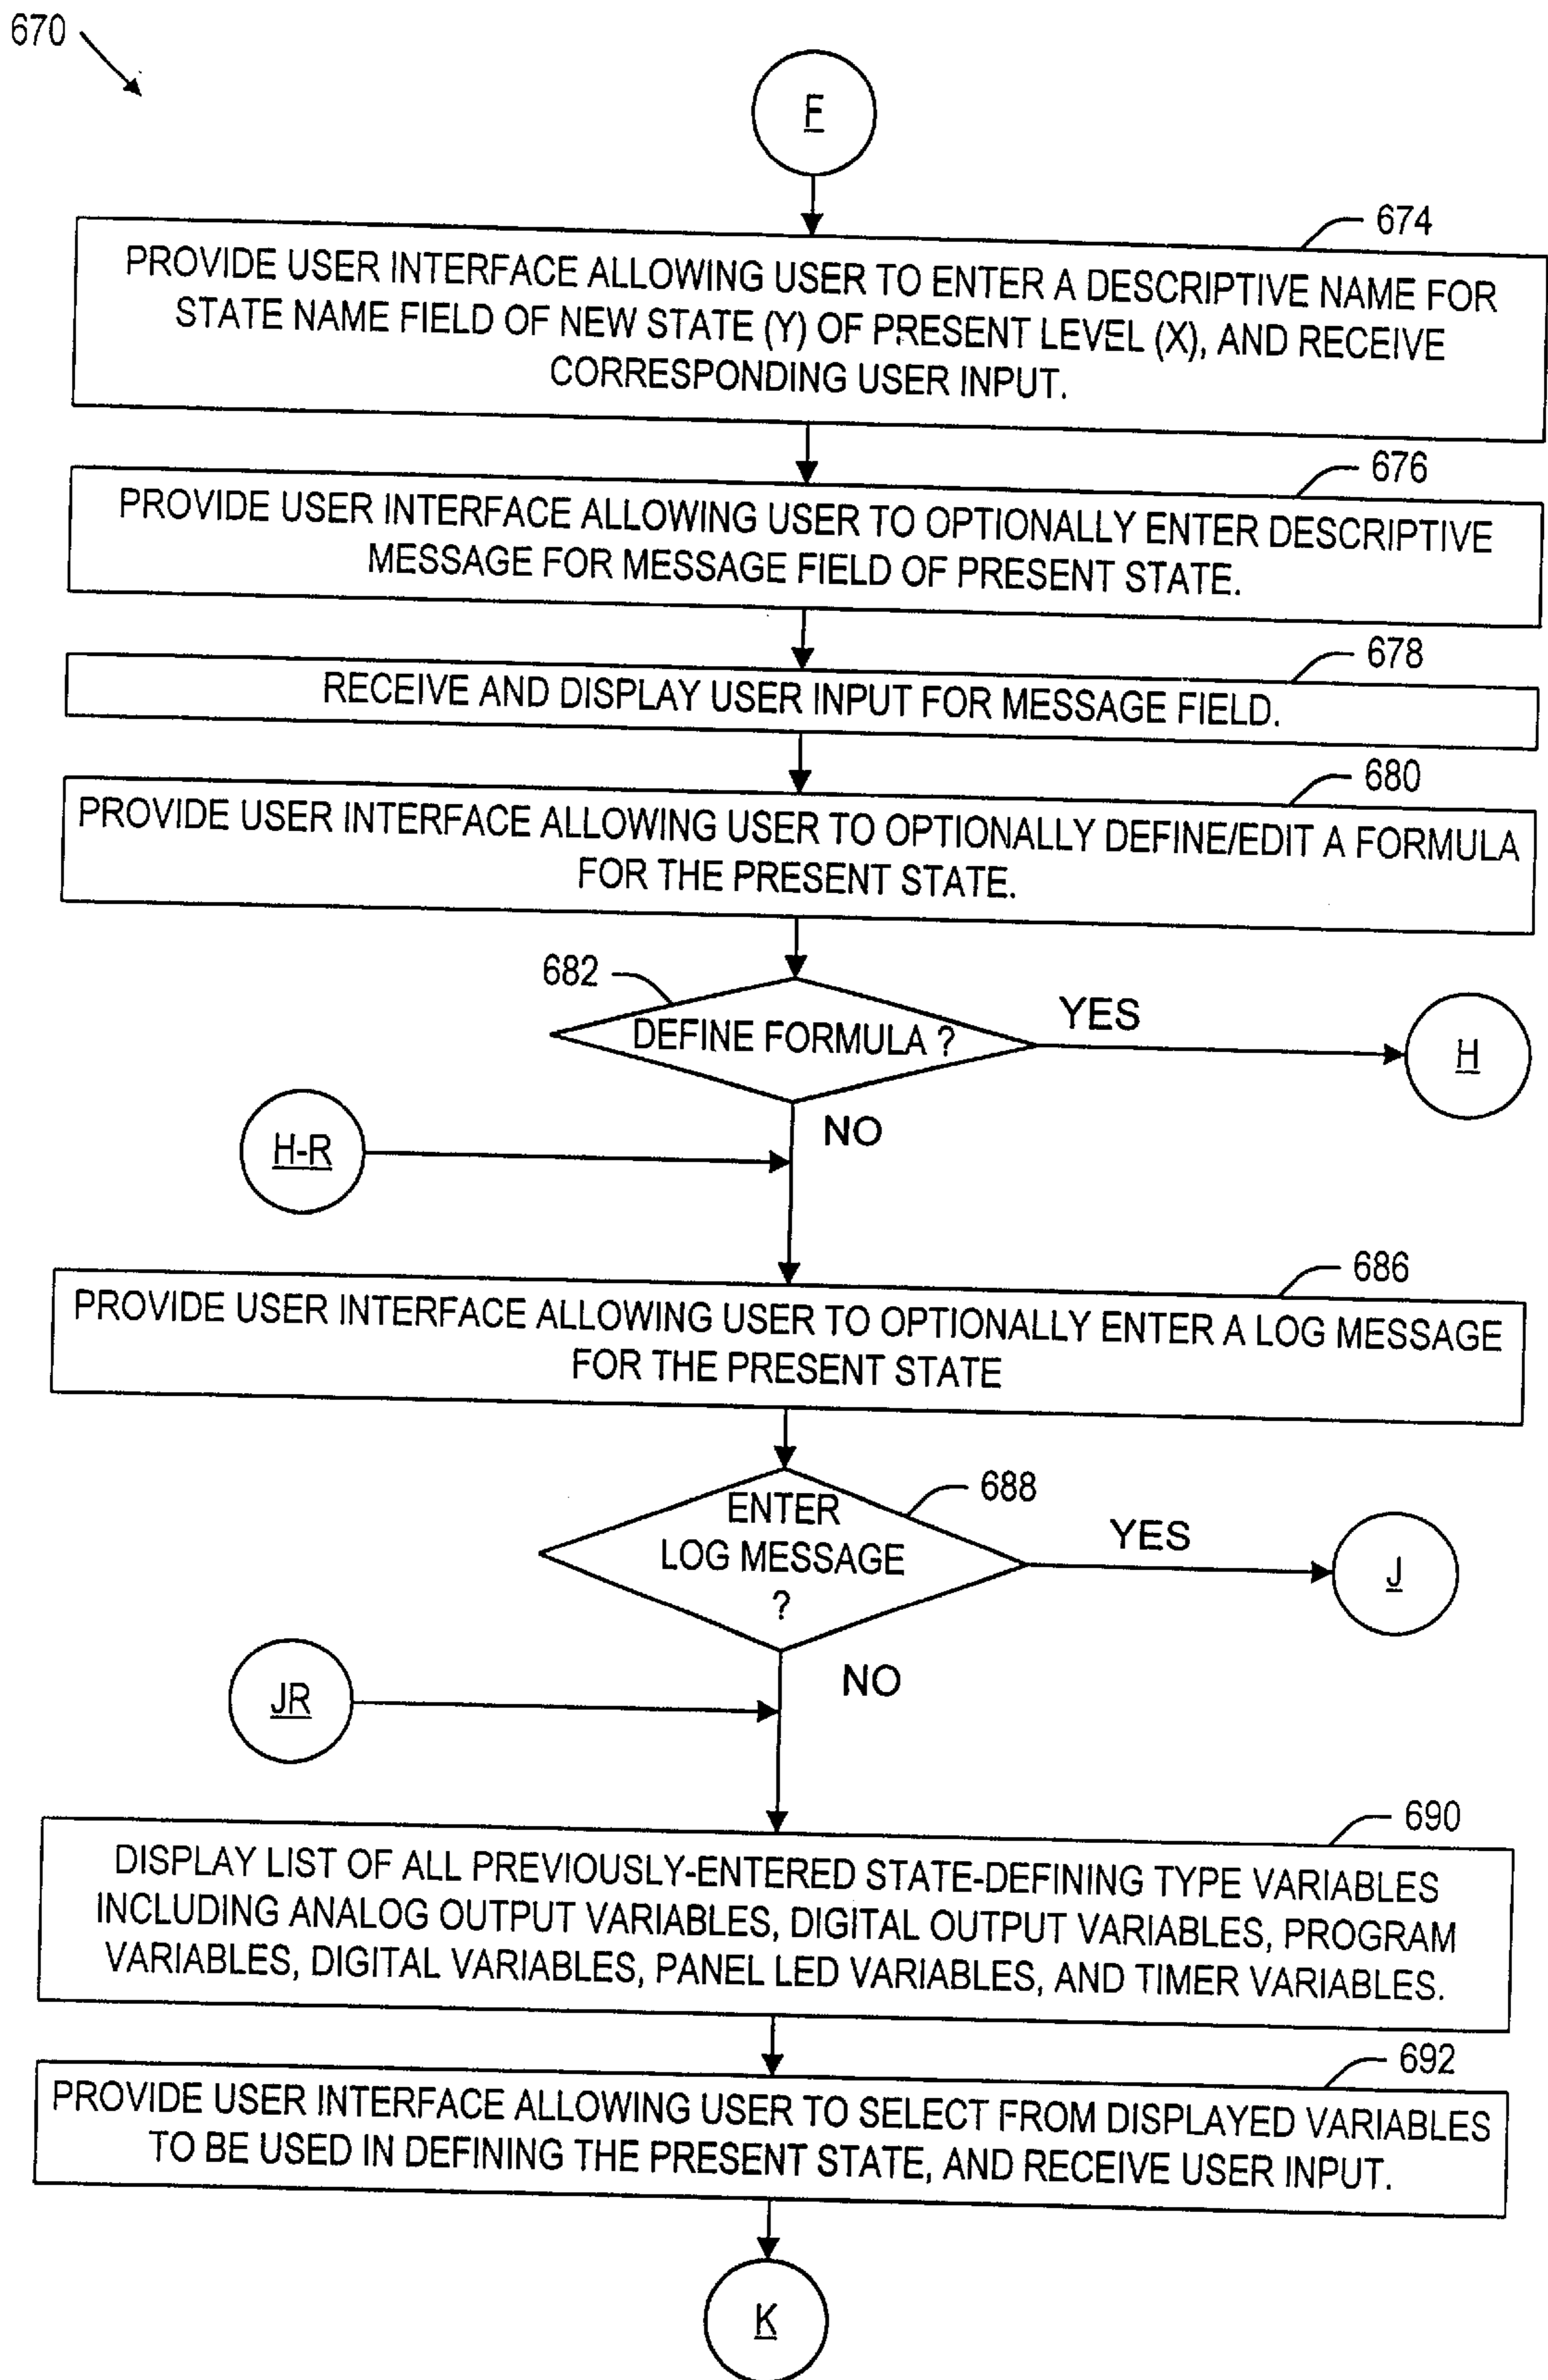 670
F
674
PROVIDE USER INTERFACE ALLOWING USER TO ENTER A DESCRIPTIVE NAME FOR
STATE NAME FIELD OF NEW STATE (Y) OF PRESENT LEVEL (X), AND RECEIVE
CORRESPONDING USER INPUT.
676
PROVIDE USER INTERFACE ALLOWING USER TO OPTIONALLY ENTER DESCRIPTIVE
MESSAGE FOR MESSAGE FIELD OF PRESENT STATE.
678
RECEIVE AND DISPLAY USER INPUT FOR MESSAGE FIELD.
680
PROVIDE USER INTERFACE ALLOWING USER TO OPTIONALLY DEFINE/EDIT A FORMULA
FOR THE PRESENT STATE.
682
DEFINE FORMULA ?
YES
H
NO
H-R
686
PROVIDE USER INTERFACE ALLOWING USER TO OPTIONALLY ENTER A LOG MESSAGE
FOR THE PRESENT STATE
688
ENTER
LOG MESSAGE
?
YES
J
NO
JR
690
DISPLAY LIST OF ALL PREVIOUSLY-ENTERED STATE-DEFINING TYPE VARIABLES
INCLUDING ANALOG OUTPUT VARIABLES, DIGITAL OUTPUT VARIABLES, PROGRAM
VARIABLES, DIGITAL VARIABLES, PANEL LED VARIABLES, AND TIMER VARIABLES.
692
PROVIDE USER INTERFACE ALLOWING USER TO SELECT FROM DISPLAYED VARIABLES
TO BE USED IN DEFINING THE PRESENT STATE, AND RECEIVE USER INPUT.
K